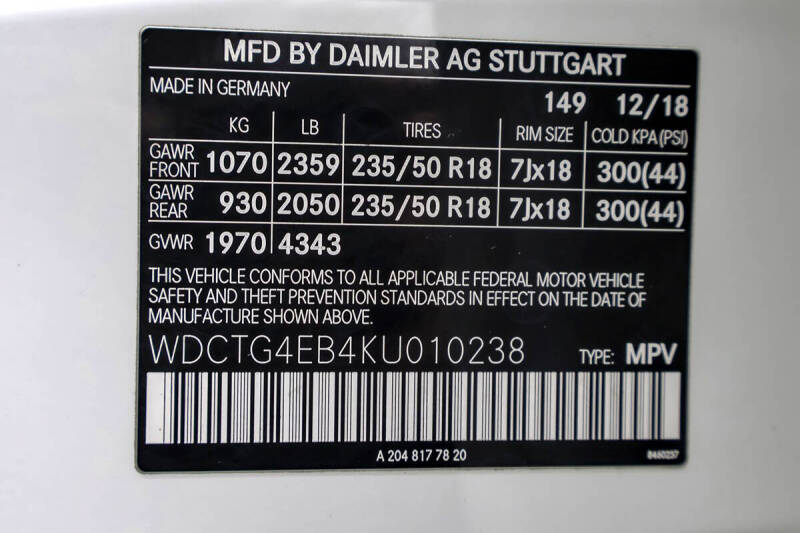 MFD BY DAIMLER AG STUTTGART
MADE IN GERMANY
149 12/18
KG LB TIRES RIM SIZE COLD KPA(PSI)
GAWR FRONT 1070 2359 235/50 R18 7Jx18 300(44)
GAWR REAR 930 2050 235/50 R18 7Jx18 300(44)
GVWR 1970 4343
THIS VEHICLE CONFORMS TO ALL APPLICABLE FEDERAL MOTOR VEHICLE
SAFETY AND THEFT PREVENTION STANDARDS IN EFFECT ON THE DATE OF
MANUFACTURE SHOWN ABOVE.
WDCTG4EB4KU010238 TYPE: MPV
A 204 817 78 20
8460257